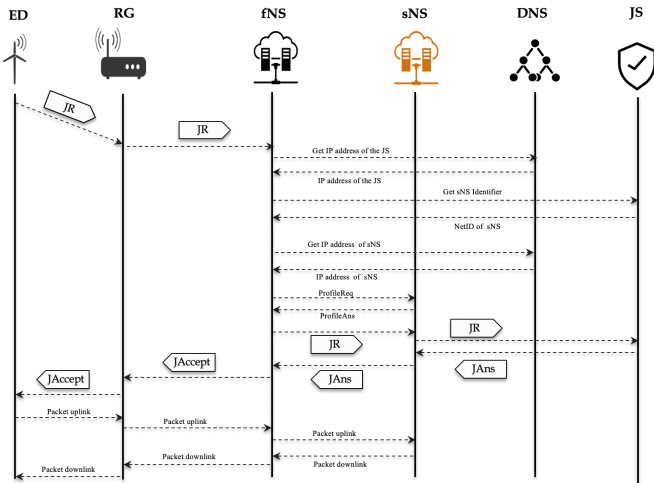 ED RG fNS sNS DNS JS
JR
JR
Get IP address of the JS
IP address of the JS
Get sNS Identifier
NetID of sNS
Get IP address of sNS
IP address of sNS
ProfileReq
ProfileAns
JR
JR
JAccept
JAns
JAns
JAccept
Packet uplink
Packet uplink
Packet uplink
Packet downlink
Packet downlink
Packet downlink